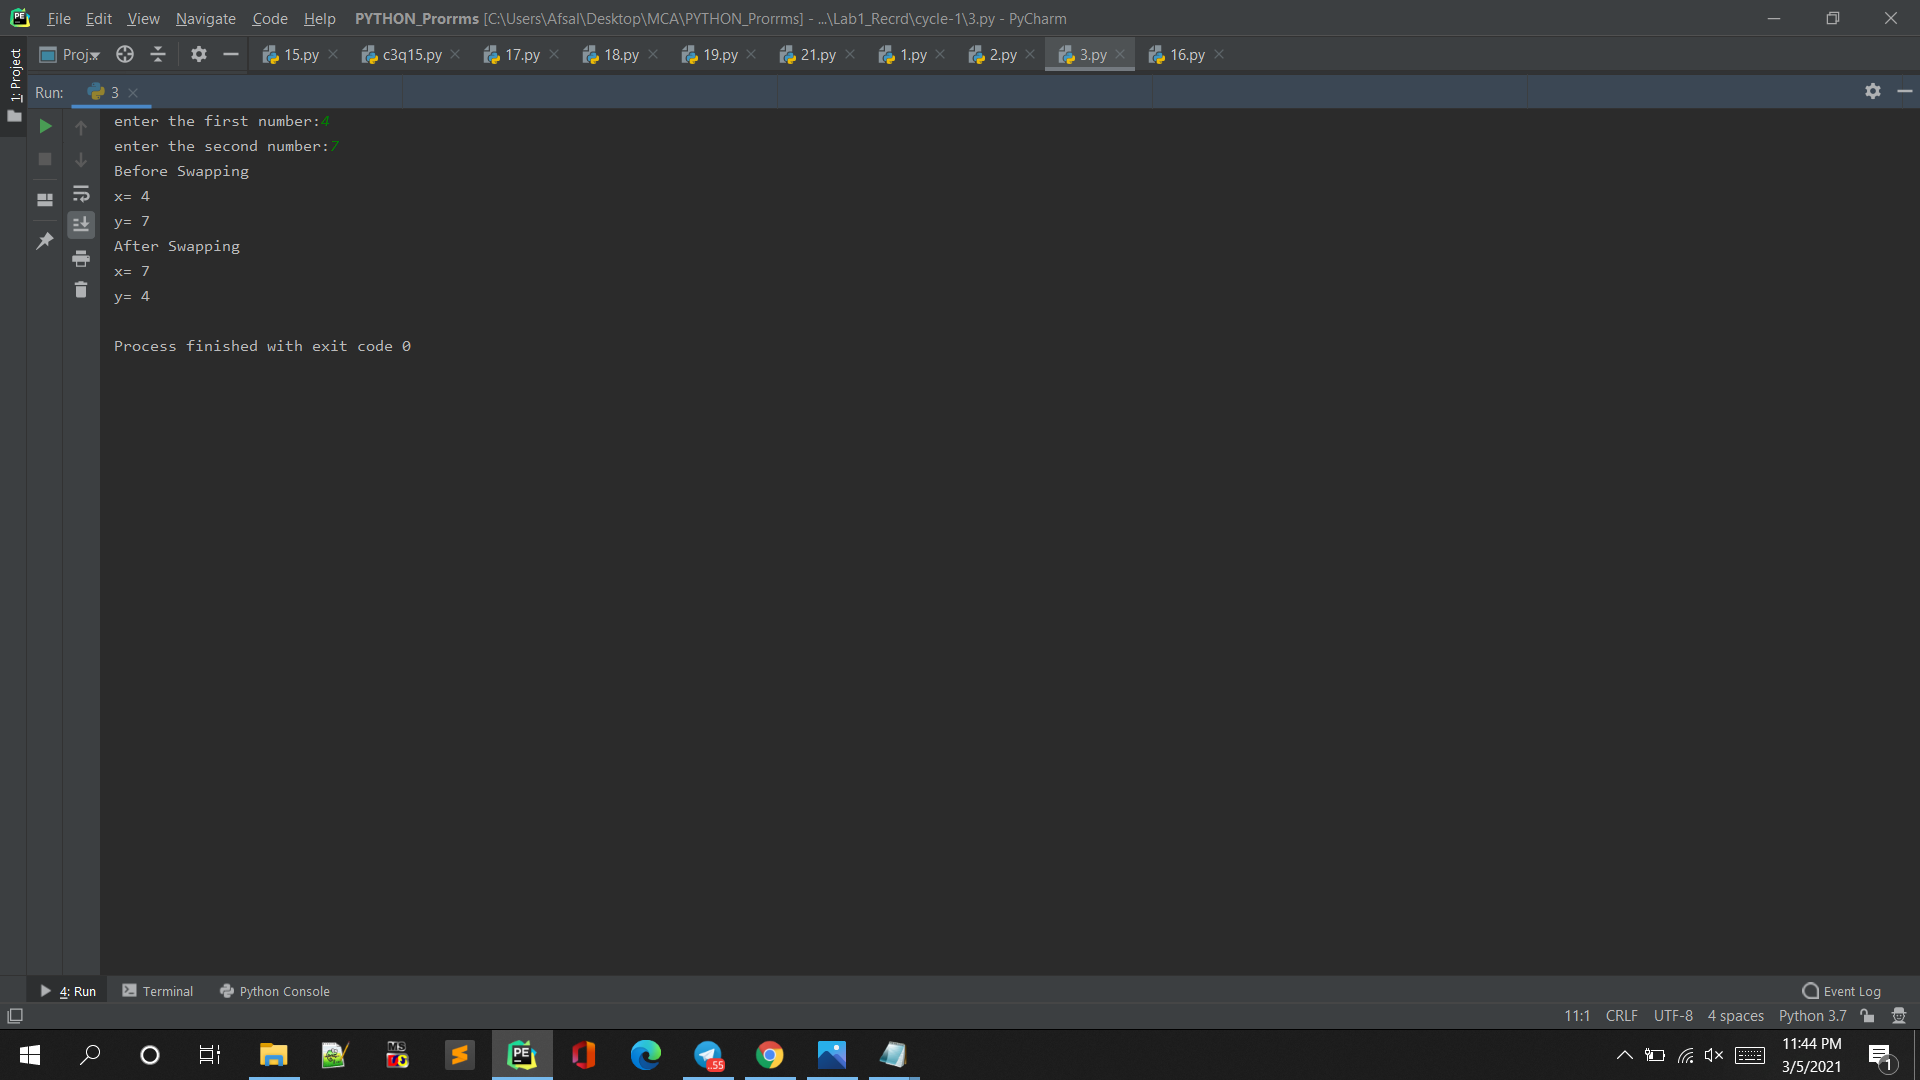 File Edit View Navigate Code Help PYTHON_Prorrms [C:\Users\Afsal\Desktop\MCA\PYTHON_Prorrms] - ...\Lab1_Recrd\cycle-1\3.py - PyCharm
1: Project
Proj 15.py c3q15.py 17.py 18.py 19.py 21.py 1.py 2.py 3.py 16.py
Run: 3
enter the first number:4
enter the second number:7
Before Swapping
x= 4
y= 7
After Swapping
x= 7
y= 4
Process finished with exit code 0
4: Run Terminal Python Console Event Log
11:1 CRLF UTF-8 4 spaces Python 3.7
11:44 PM
3/5/2021
PE
MS
LO
PE
..55
1